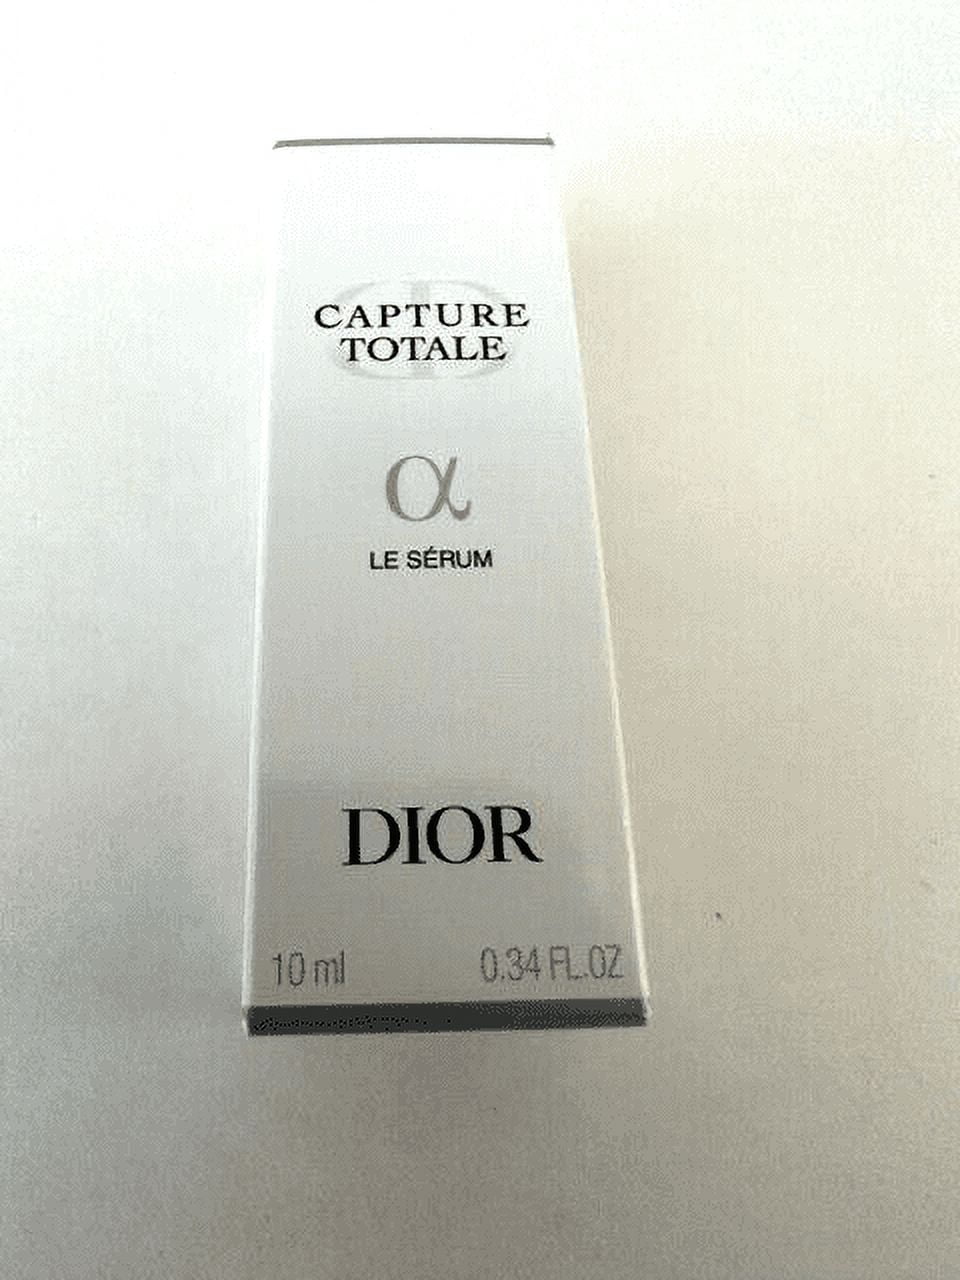 CAPTURE
TOTALE
α
LE SÉRUM
DIOR
10 ml 0.34 FL.OZ